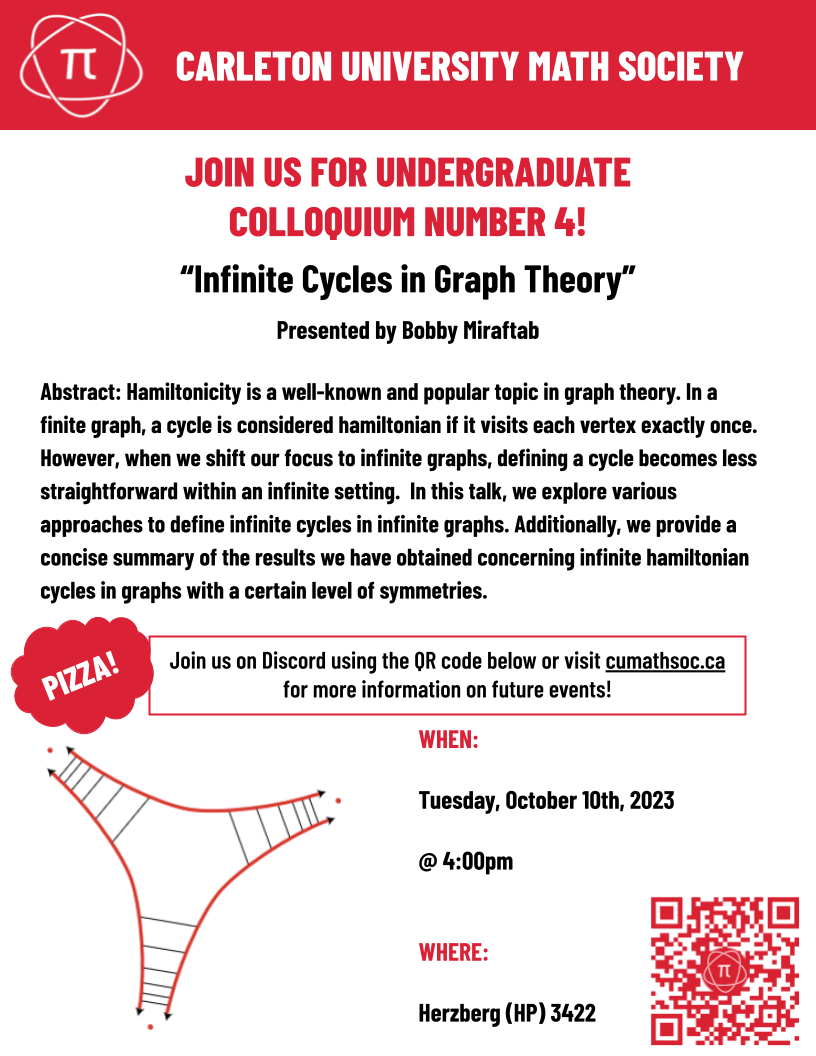 π
CARLETON UNIVERSITY MATH SOCIETY
JOIN US FOR UNDERGRADUATE
COLLOQUIUM NUMBER 4!
“Infinite Cycles in Graph Theory”
Presented by Bobby Miraftab
Abstract: Hamiltonicity is a well-known and popular topic in graph theory. In a
finite graph, a cycle is considered hamiltonian if it visits each vertex exactly once.
However, when we shift our focus to infinite graphs, defining a cycle becomes less
straightforward within an infinite setting.  In this talk, we explore various
approaches to define infinite cycles in infinite graphs. Additionally, we provide a
concise summary of the results we have obtained concerning infinite hamiltonian
cycles in graphs with a certain level of symmetries.
PIZZA!
Join us on Discord using the QR code below or visit cumathsoc.ca
for more information on future events!
WHEN:
Tuesday, October 10th, 2023
@ 4:00pm
WHERE:
Herzberg (HP) 3422
π